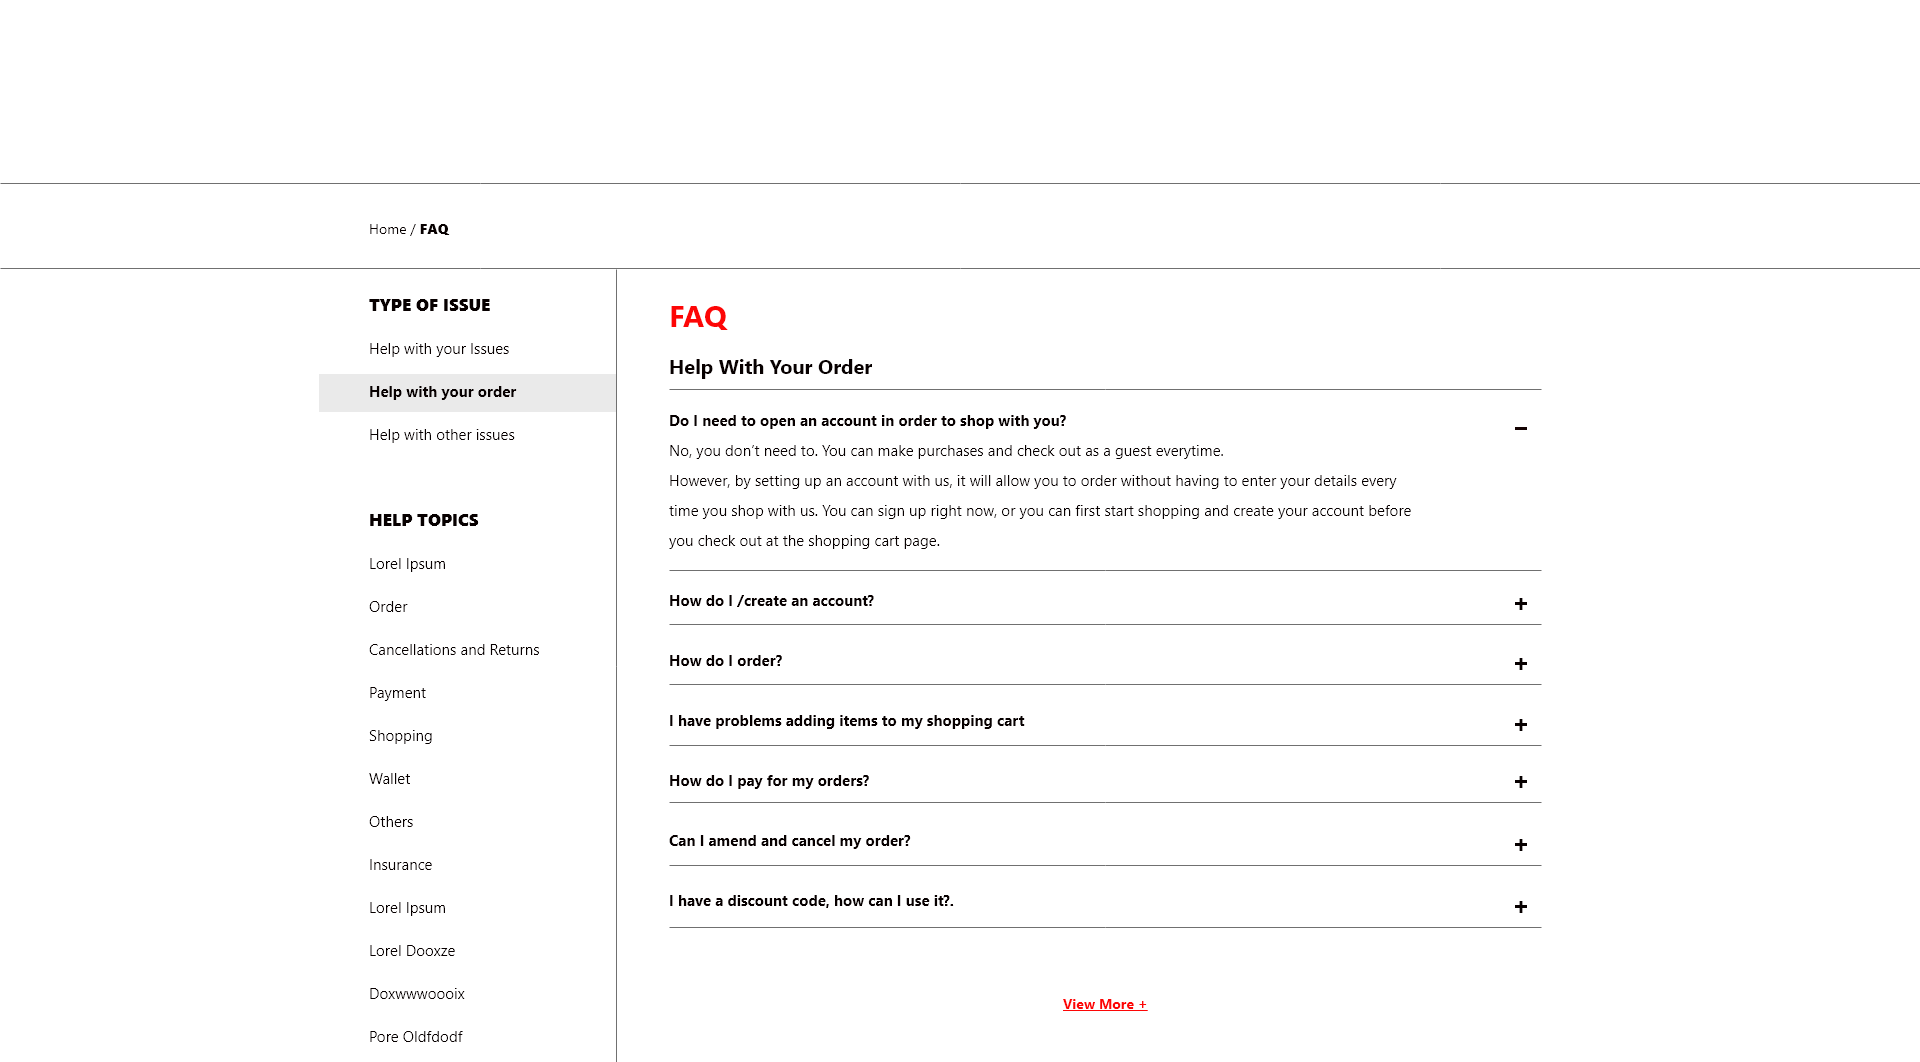 Home / FAQ
TYPE OF ISSUE
Help with your Issues
Help with your order
Help with other issues
HELP TOPICS
Lorel Ipsum
Order
Cancellations and Returns
Payment
Shopping
Wallet
Others
Insurance
Lorel Ipsum
Lorel Dooxze
Doxwwwoooix
Pore Oldfdodf
FAQ
Help With Your Order
Do I need to open an account in order to shop with you?
No, you don’t need to. You can make purchases and check out as a guest everytime.
However, by setting up an account with us, it will allow you to order without having to enter your details every
time you shop with us. You can sign up right now, or you can first start shopping and create your account before
you check out at the shopping cart page.
How do I /create an account?
How do I order?
I have problems adding items to my shopping cart
How do I pay for my orders?
Can I amend and cancel my order?
I have a discount code, how can I use it?.
View More +